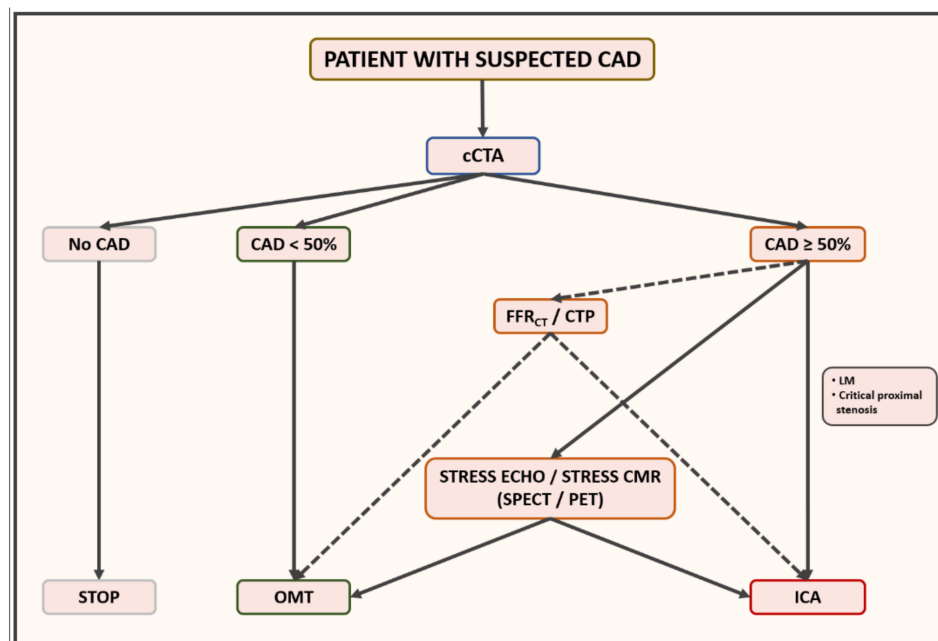 PATIENT WITH SUSPECTED CAD
cCTA
No CAD
CAD < 50%
CAD ≥ 50%
FFRCT / CTP
• LM
• Critical proximal
stenosis
STRESS ECHO / STRESS CMR
(SPECT / PET)
STOP
OMT
ICA